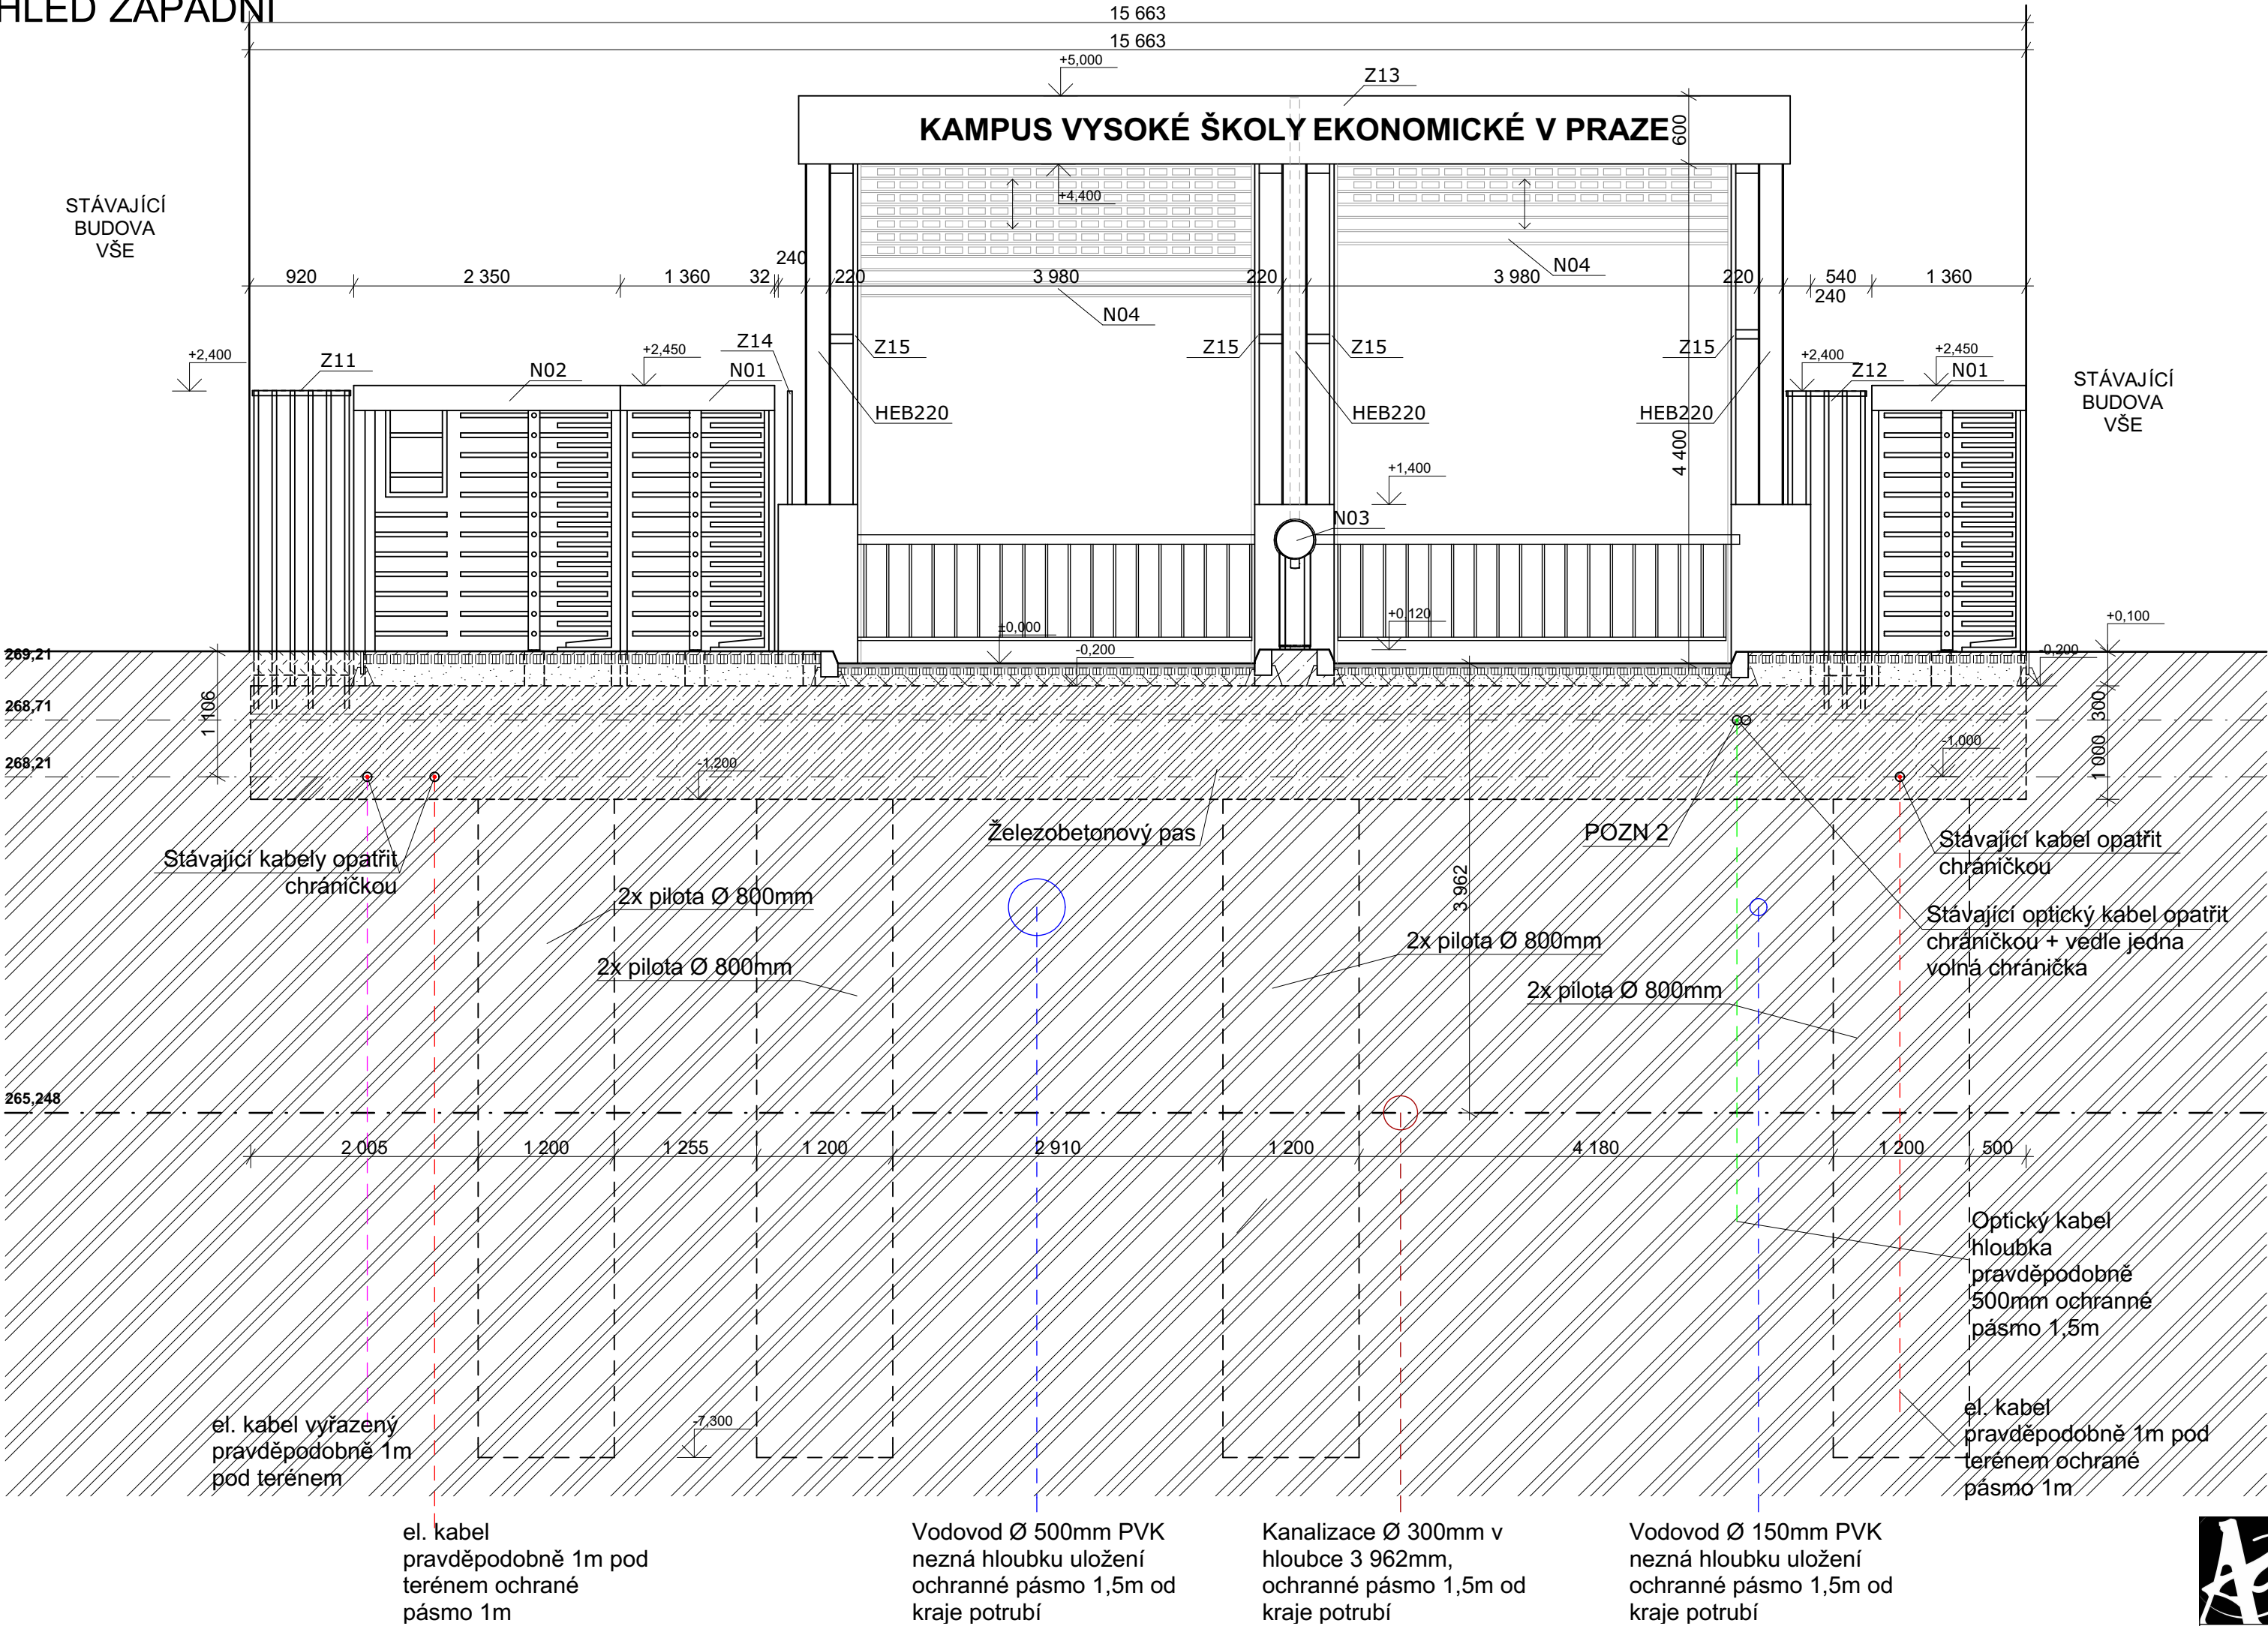 HLED ZÁPADNÍ
15 663
15 663
+5,000
Z13
KAMPUS VYSOKÉ ŠKOLY EKONOMICKÉ V PRAZE
600
+4,400
STÁVAJÍCÍ
BUDOVA
VŠE
920
2 350
1 360
32
240
220
3 980
220
3 980
220
240
540
1 360
N04
N04
+2,400
Z11
N02
+2,450
Z14
N01
Z15
Z15
Z15
Z15
+2,400
Z12
+2,450
N01
STÁVAJÍCÍ
BUDOVA
VŠE
HEB220
HEB220
HEB220
4 400
+1,400
N03
±0,000
-0,200
+0,120
+0,100
-0,200
269,21
268,71
268,21
1 106
300
1 000
-1,200
-1,000
Stávající kabely opatřit
chráničkou
Železobetonový pas
POZN 2
Stávající kabel opatřit
chráničkou
2x pilota Ø 800mm
2x pilota Ø 800mm
3 962
2x pilota Ø 800mm
2x pilota Ø 800mm
Stávající optický kabel opatřit
chráničkou + vedle jedna
volná chránička
265,248
2 005
1 200
1 255
1 200
2 910
1 200
4 180
1 200
500
Optický kabel
hloubka
pravděpodobně
500mm ochranné
pásmo 1,5m
el. kabel vyřazený
pravděpodobně 1m
pod terénem
-7,300
el. kabel
pravděpodobně 1m pod
terénem ochrané
pásmo 1m
el. kabel
pravděpodobně 1m pod
terénem ochrané
pásmo 1m
Vodovod Ø 500mm PVK
nezná hloubku uložení
ochranné pásmo 1,5m od
kraje potrubí
Kanalizace Ø 300mm v
hloubce 3 962mm,
ochranné pásmo 1,5m od
kraje potrubí
Vodovod Ø 150mm PVK
nezná hloubku uložení
ochranné pásmo 1,5m od
kraje potrubí